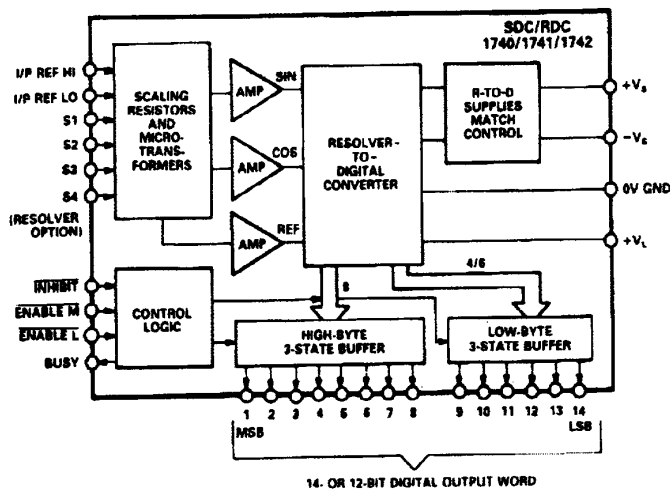 SDC/RDC
1740/1741/1742
I/P REF HI
I/P REF LO
S1
S2
S3
S4
(RESOLVER
OPTION)
SCALING
RESISTORS
AND
MICRO-
TRANS-
FORMERS
AMP
SIN
AMP
COS
AMP
REF
RESOLVER-
TO-
DIGITAL
CONVERTER
R-TO-D
SUPPLIES
MATCH
CONTROL
+VS
-VS
0V GND
+VL
INHIBIT
ENABLE M
ENABLE L
BUSY
CONTROL
LOGIC
8
4/6
HIGH-BYTE
3-STATE BUFFER
LOW-BYTE
3-STATE BUFFER
1 2 3 4 5 6 7 8 9 10 11 12 13 14
MSB LSB
14- OR 12-BIT DIGITAL OUTPUT WORD